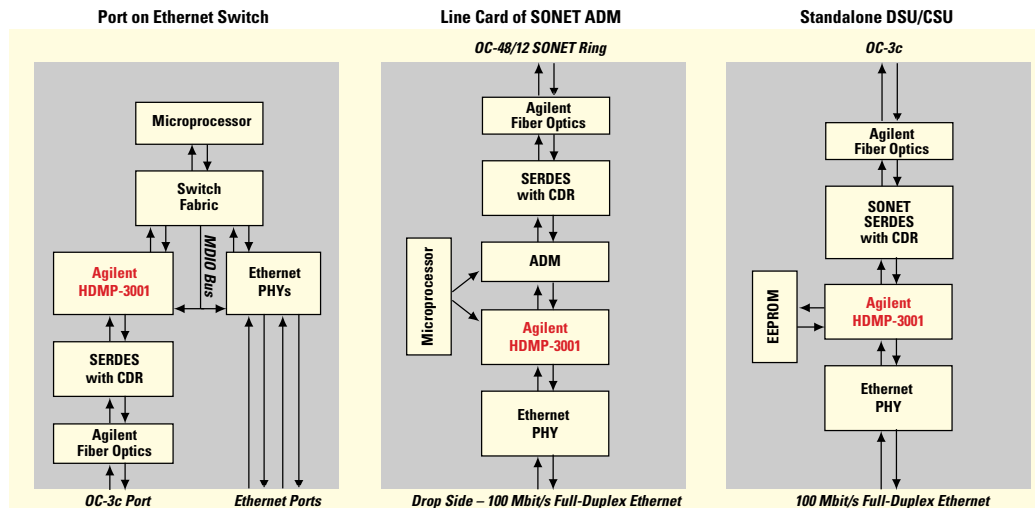 Port on Ethernet Switch
Microprocessor
Switch
Fabric
MDIO Bus
Agilent
HDMP-3001
Ethernet
PHYs
SERDES
with CDR
Agilent
Fiber Optics
OC-3c Port
Ethernet Ports
Line Card of SONET ADM
OC-48/12 SONET Ring
Agilent
Fiber Optics
SERDES
with CDR
ADM
Microprocessor
Agilent
HDMP-3001
Ethernet
PHY
Drop Side – 100 Mbit/s Full-Duplex Ethernet
Standalone DSU/CSU
OC-3c
Agilent
Fiber Optics
SONET
SERDES
with CDR
EEPROM
Agilent
HDMP-3001
Ethernet
PHY
100 Mbit/s Full-Duplex Ethernet